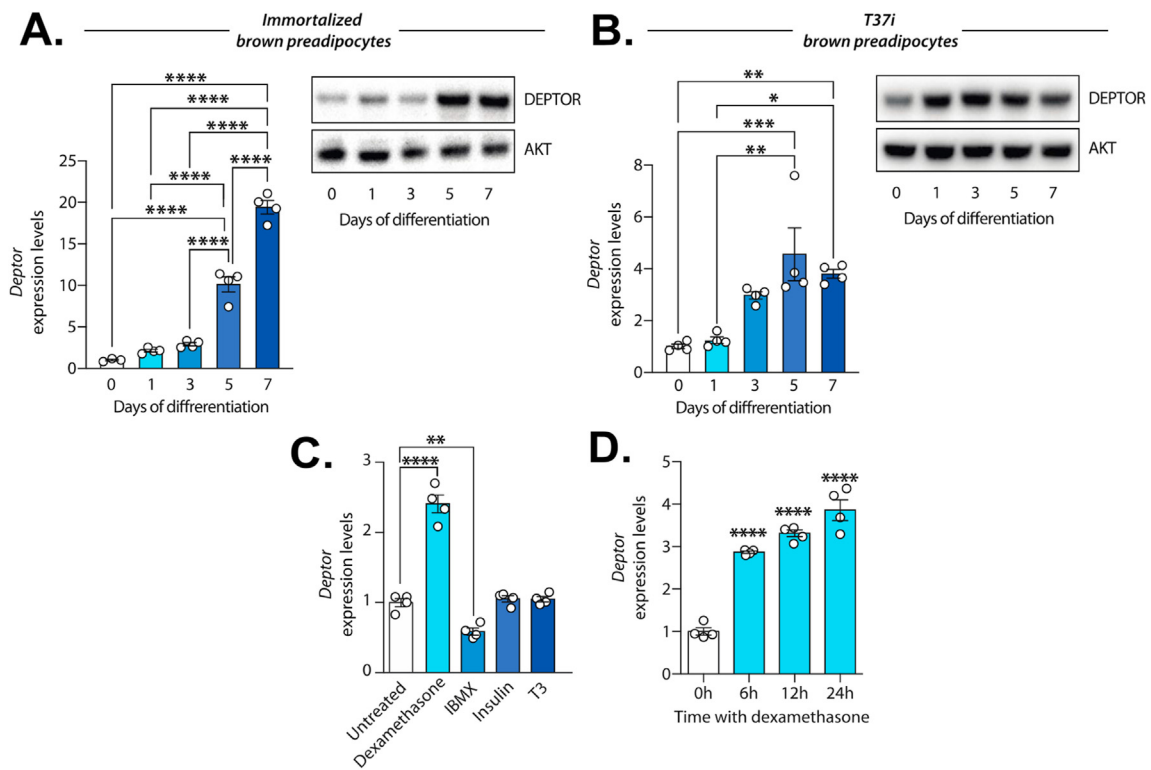 A.
Immortalized
brown preadipocytes
****
****
****
****
****
****
****
25
20
15
10
5
0
Deptor
expression levels
0 1 3 5 7
Days of diffrerentiation
DEPTOR
AKT
0 1 3 5 7
Days of differentiation
B.
T37i
brown preadipocytes
**
*
***
**
8
6
4
2
0
Deptor
expression levels
0 1 3 5 7
Days of diffrerentiation
DEPTOR
AKT
0 1 3 5 7
Days of differentiation
C.
**
****
3
2
1
0
Deptor
expression levels
Untreated
Dexamethasone
IBMX
Insulin
T3
D.
****
****
****
5
4
3
2
1
0
Deptor
expression levels
0h 6h 12h 24h
Time with dexamethasone